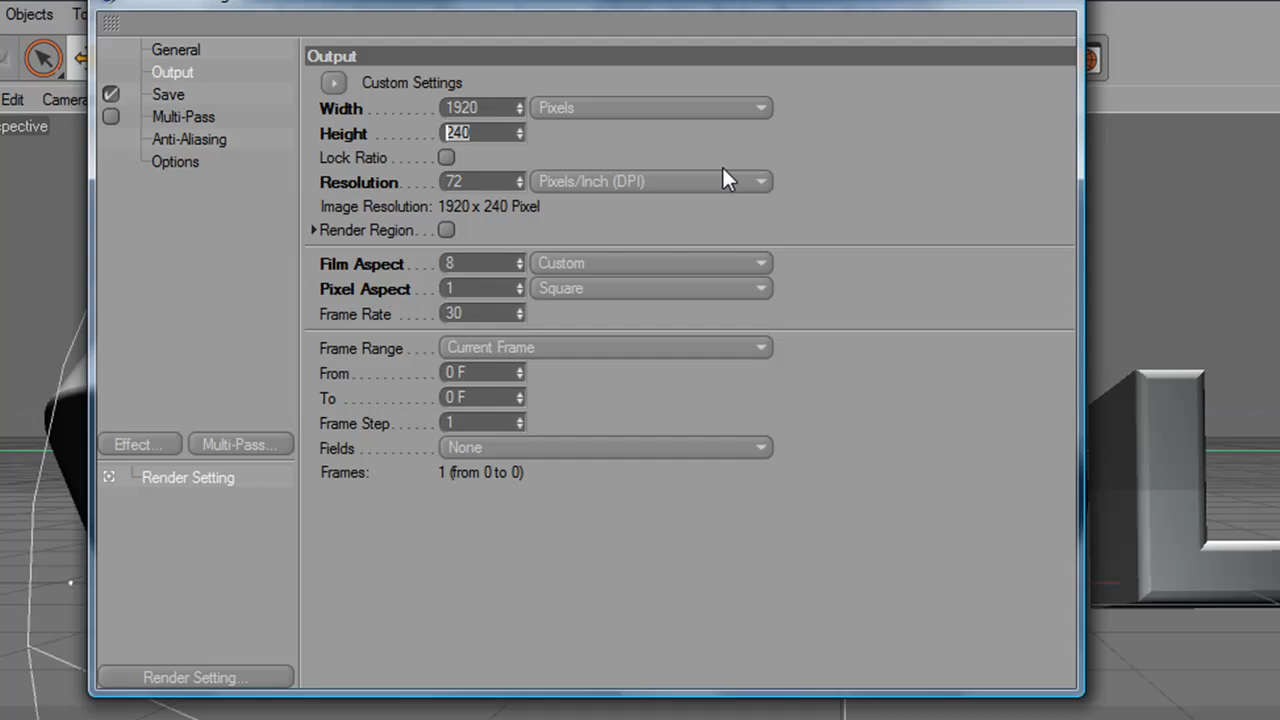 Objects
Edit
Camera
spective
General
Output
Save
Multi-Pass
Anti-Aliasing
Options
Effect...
Multi-Pass...
Render Setting
Render Setting...
Output
Custom Settings
Width . . . . . . . . 1920 Pixels
Height . . . . . . . 240
Lock Ratio . . . . .
Resolution . . . . 72 Pixels/Inch (DPI)
Image Resolution: 1920 x 240 Pixel
Render Region . . .
Film Aspect . . . . 8 Custom
Pixel Aspect . . . 1 Square
Frame Rate . . . . 30
Frame Range . . . . Current Frame
From . . . . . . . . . 0 F
To . . . . . . . . . . . 0 F
Frame Step . . . . 1
Fields . . . . . . . . None
Frames: 1 (from 0 to 0)